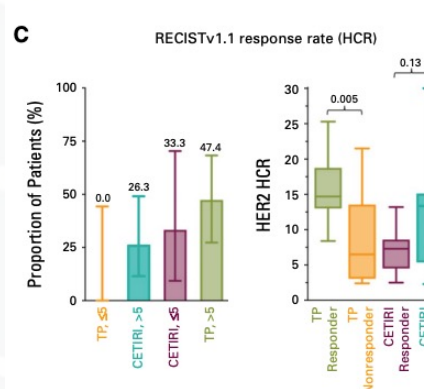 C
RECISTv1.1 response rate (HCR)
Proportion of Patients (%)
100
75
50
25
0
0.0
26.3
33.3
47.4
TP, ≤5
CETIRI, >5
CETIRI, ≤5
TP, >5
HER2 HCR
30
25
20
15
10
5
0
0.005
0.13
TP
Responder
TP
Nonresponder
CETIRI
Responder
CETIRI